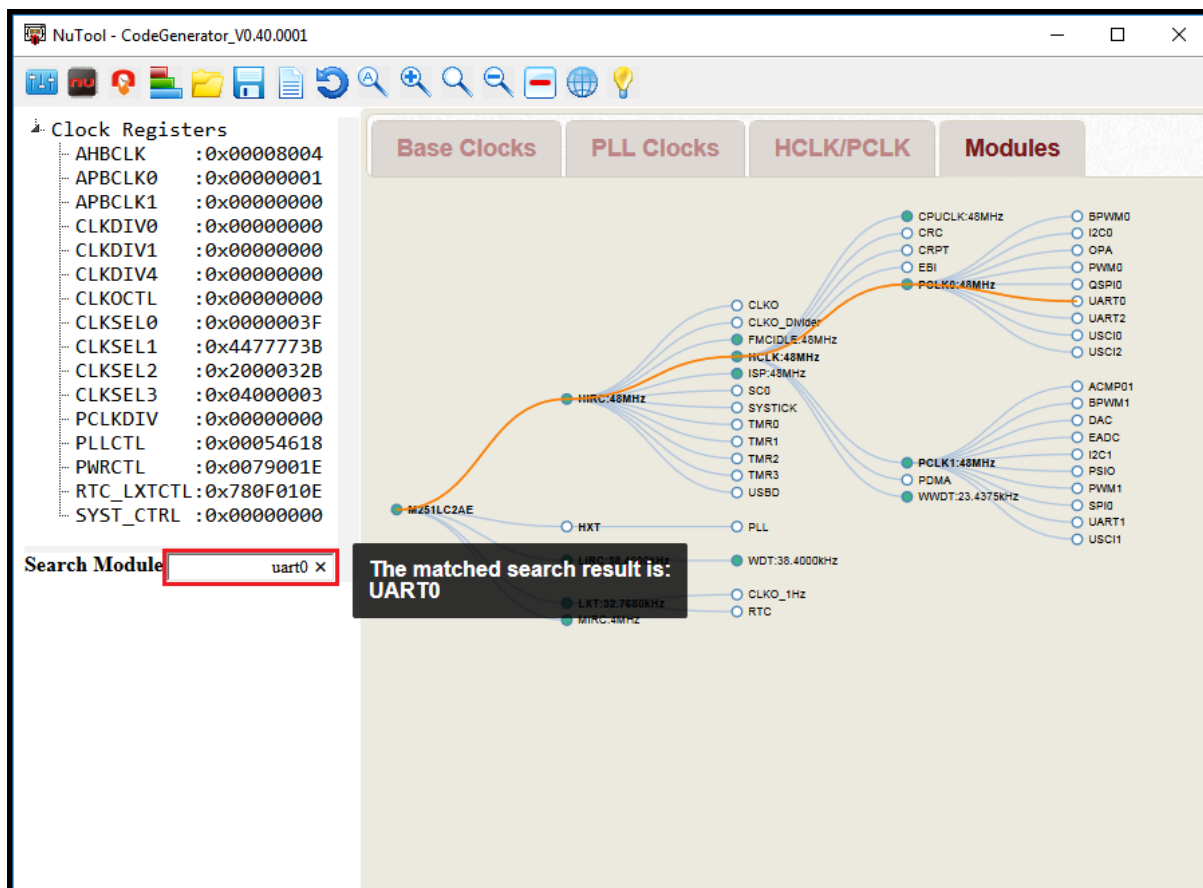 NuTool - CodeGenerator_V0.40.0001
Clock Registers
AHBCLK :0x00008004
APBCLK0 :0x00000001
APBCLK1 :0x00000000
CLKDIV0 :0x00000000
CLKDIV1 :0x00000000
CLKDIV4 :0x00000000
CLKOCTL :0x00000000
CLKSEL0 :0x0000003F
CLKSEL1 :0x4477773B
CLKSEL2 :0x2000032B
CLKSEL3 :0x04000003
PCLKDIV :0x00000000
PLLCTL :0x00054618
PWRCTL :0x0079001E
RTC_LXTCTL:0x780F010E
SYST_CTRL :0x00000000
Search Module uart0 ×
Base Clocks PLL Clocks HCLK/PCLK Modules
M251LC2AE
HIRC:48MHz
HXT
LIRC:38.4000kHz
LXT:32.7680kHz
MIRC:4MHz
CLKO
CLKO_Divider
FMCIDLE:48MHz
HCLK:48MHz
ISP:48MHz
SC0
SYSTICK
TMR0
TMR1
TMR2
TMR3
USBD
PLL
WDT:38.4000kHz
CLKO_1Hz
RTC
CPUCLK:48MHz
CRC
CRPT
EBI
PCLK0:48MHz
PCLK1:48MHz
PDMA
WWDT:23.4375kHz
BPWM0
I2C0
OPA
PWM0
QSPI0
UART0
UART2
USCI0
USCI2
ACMP01
BPWM1
DAC
EADC
I2C1
PSIO
PWM1
SPI0
UART1
USCI1
The matched search result is:
UART0